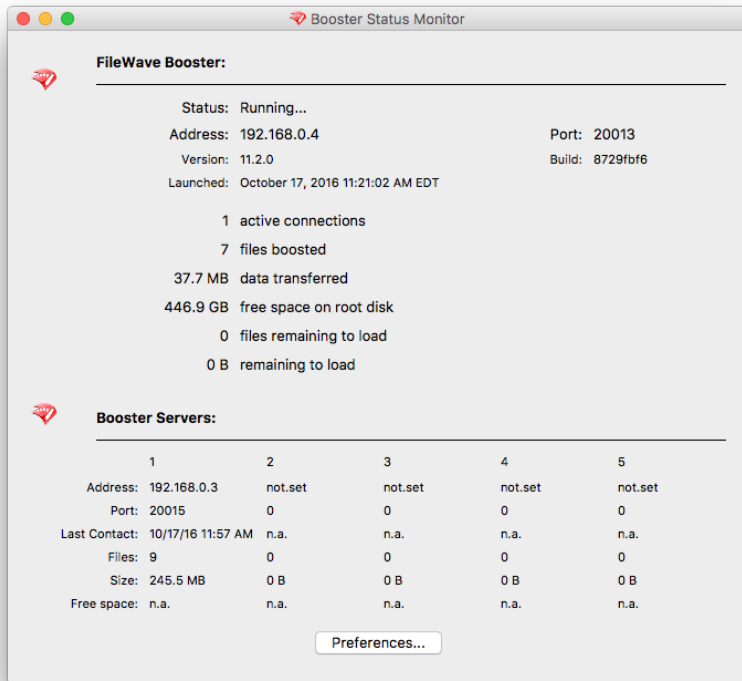 Booster Status Monitor
FileWave Booster:
Status: Running...
Address: 192.168.0.4 Port: 20013
Version: 11.2.0 Build: 8729fbf6
Launched: October 17, 2016 11:21:02 AM EDT
1 active connections
7 files boosted
37.7 MB data transferred
446.9 GB free space on root disk
0 files remaining to load
0 B remaining to load
Booster Servers:
1 2 3 4 5
Address: 192.168.0.3 not.set not.set not.set not.set
Port: 20015 0 0 0 0
Last Contact: 10/17/16 11:57 AM n.a. n.a. n.a. n.a.
Files: 9 0 0 0 0
Size: 245.5 MB 0 B 0 B 0 B 0 B
Free space: n.a. n.a. n.a. n.a. n.a.
Preferences...